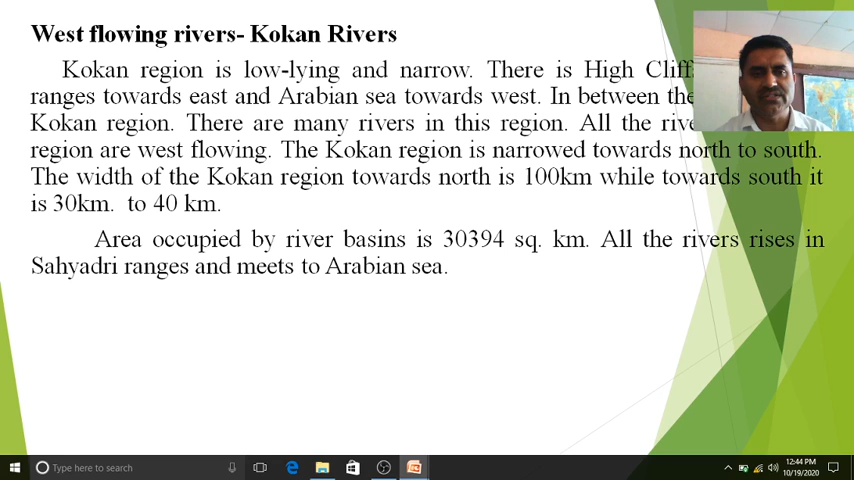 West flowing rivers- Kokan Rivers
Kokan region is low-lying and narrow. There is High Cliff
ranges towards east and Arabian sea towards west. In between the
Kokan region. There are many rivers in this region. All the
region are west flowing. The Kokan region is narrowed towards north to south.
The width of the Kokan region towards north is 100km while towards south it
is 30km. to 40 km.
Area occupied by river basins is 30394 sq. km. All the rivers rises in
Sahyadri ranges and meets to Arabian sea.
Type here to search
12:44 PM
10/19/2020